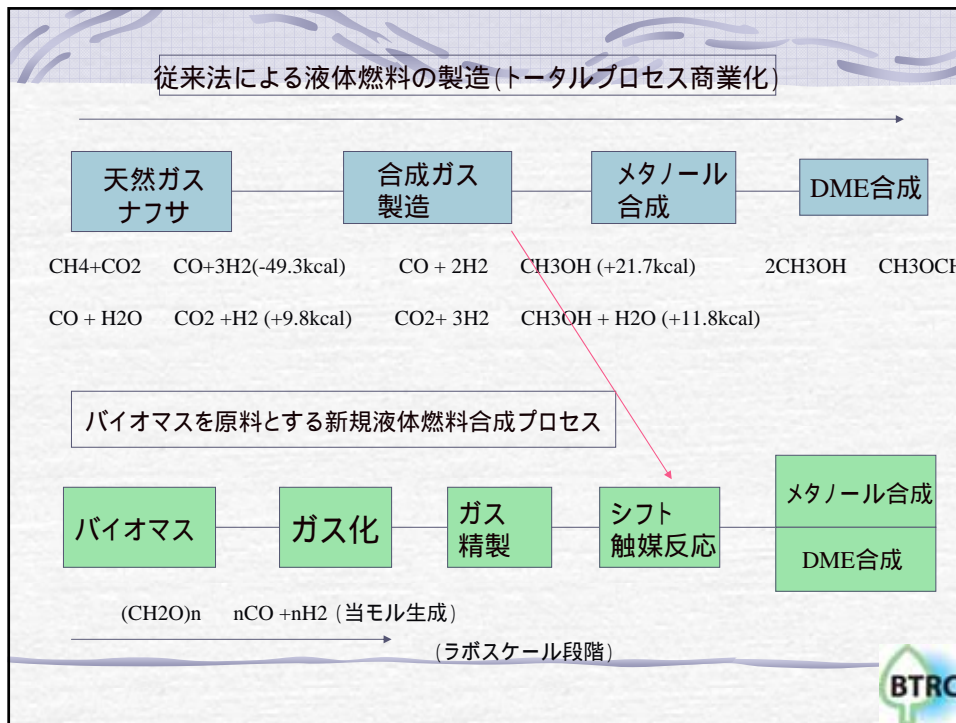 従来法による液体燃料の製造(トータルプロセス商業化)
天然ガス
ナフサ
合成ガス
製造
メタノール
合成
DME合成
CH4+CO2 CO+3H2(-49.3kcal) CO + 2H2 CH3OH (+21.7kcal) 2CH3OH CH3OCH
CO + H2O CO2 +H2 (+9.8kcal) CO2+ 3H2 CH3OH + H2O (+11.8kcal)
バイオマスを原料とする新規液体燃料合成プロセス
バイオマス
ガス化
ガス
精製
シフト
触媒反応
メタノール合成
DME合成
(CH2O)n nCO +nH2 (当モル生成)
(ラボスケール段階)
BTRC